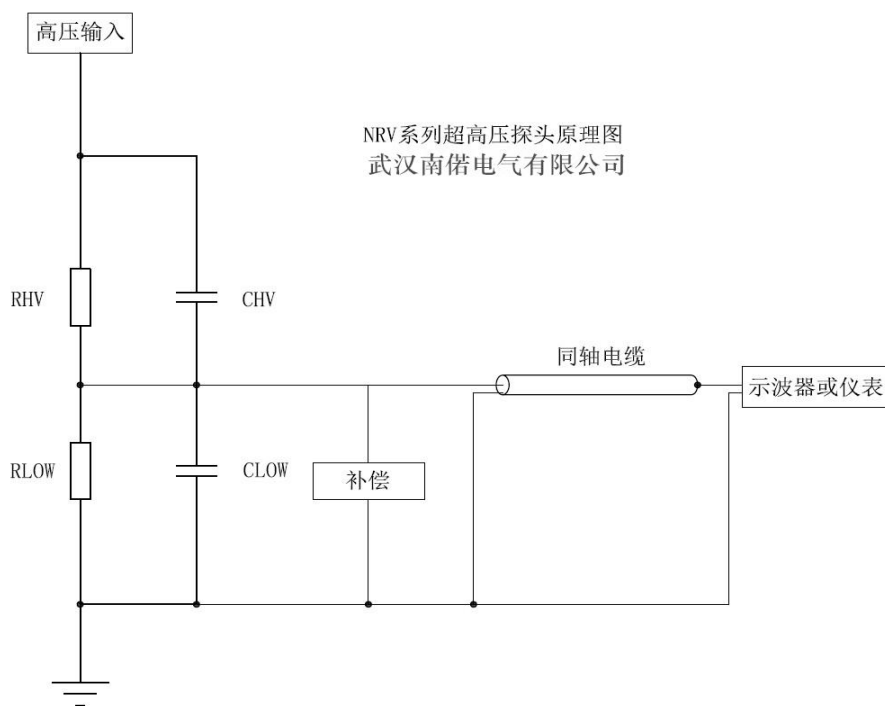 高压输入
NRV系列超高压探头原理图
武汉南偌电气有限公司
RHV
CHV
同轴电缆
示波器或仪表
RLOW
CLOW
补偿